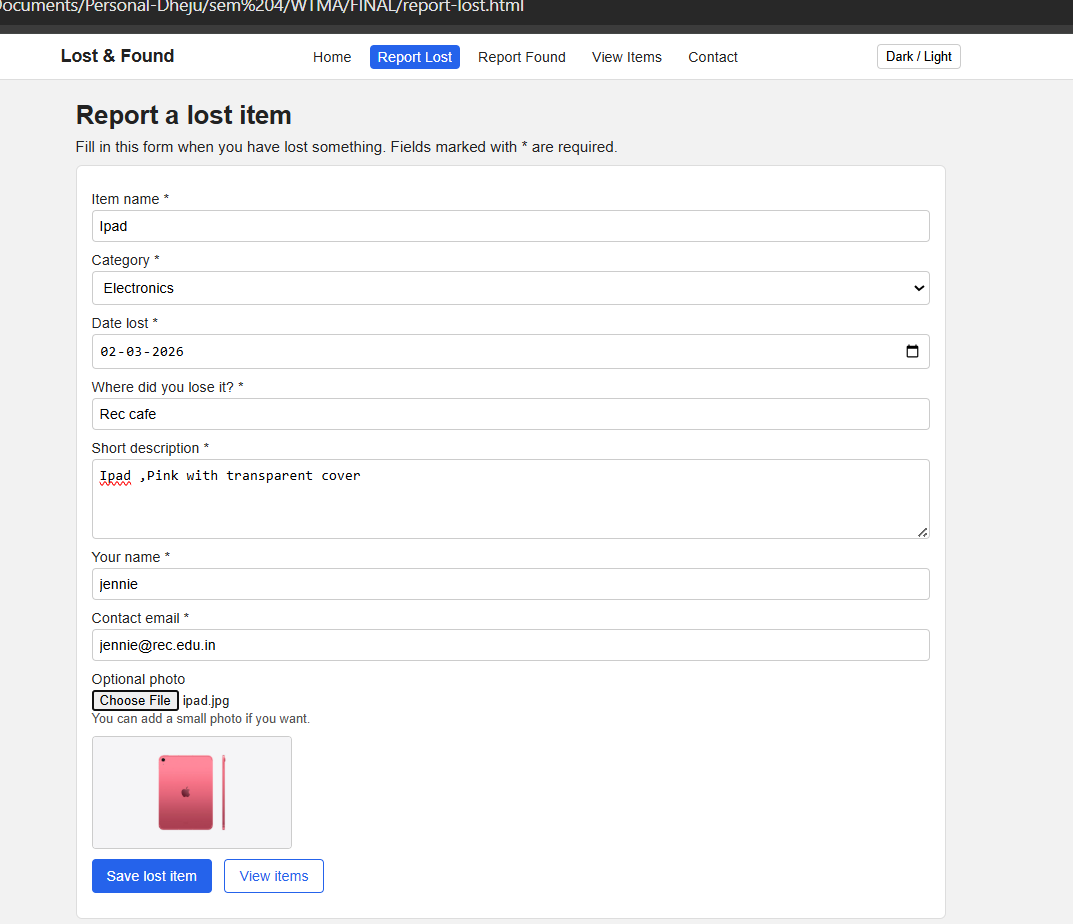 Documents/Personal-Dheju/sem%204/WTMA/FINAL/report-lost.html
Lost & Found Home Report Lost Report Found View Items Contact Dark / Light
Report a lost item
Fill in this form when you have lost something. Fields marked with * are required.
Item name *
Ipad
Category *
Electronics
Date lost *
02-03-2026
Where did you lose it? *
Rec cafe
Short description *
Ipad ,Pink with transparent cover
Your name *
jennie
Contact email *
jennie@rec.edu.in
Optional photo
Choose File ipad.jpg
You can add a small photo if you want.
Save lost item View items